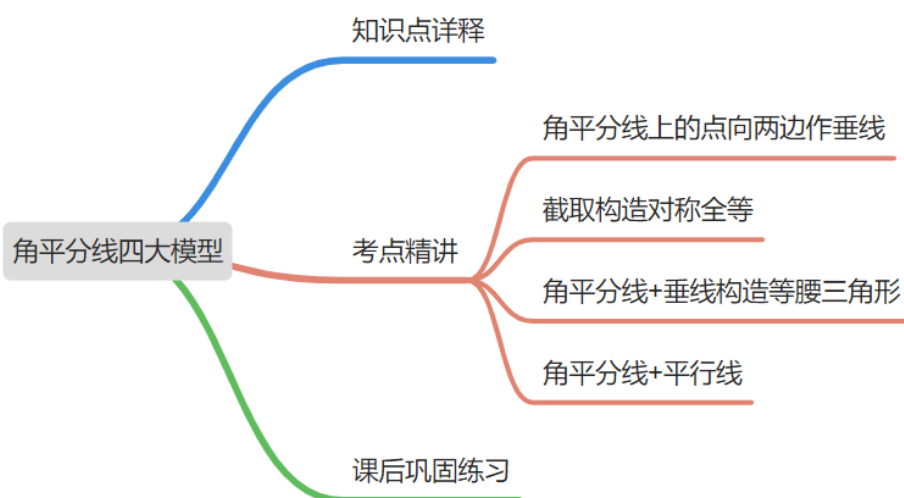 知识点详释
角平分线上的点向两边作垂线
截取构造对称全等
角平分线四大模型
考点精讲
角平分线+垂线构造等腰三角形
角平分线+平行线
课后巩固练习